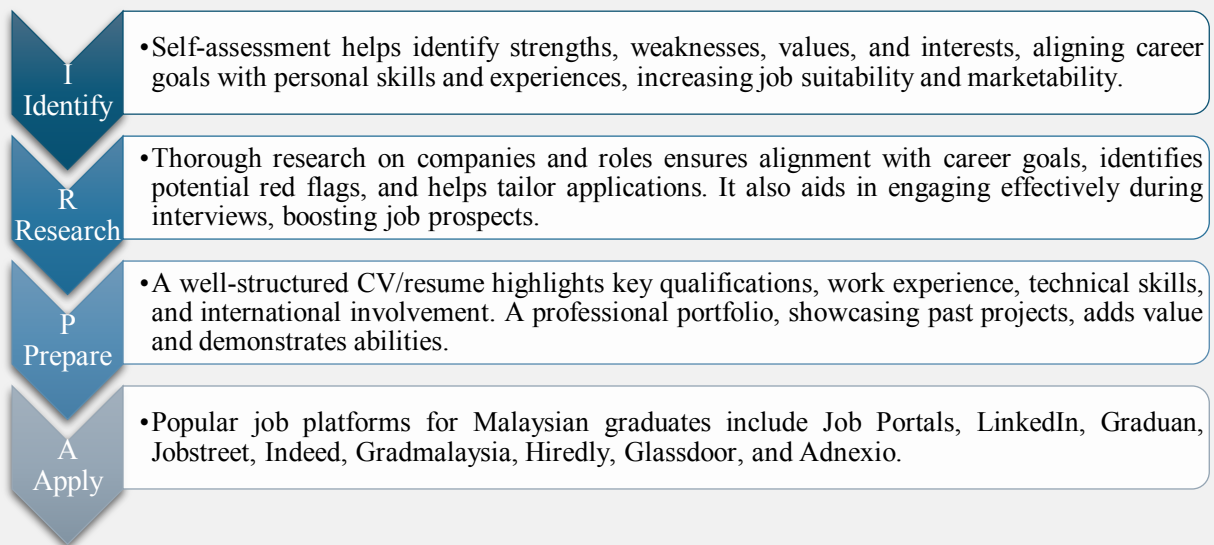 I
Identify
•Self-assessment helps identify strengths, weaknesses, values, and interests, aligning career
goals with personal skills and experiences, increasing job suitability and marketability.
R
Research
•Thorough research on companies and roles ensures alignment with career goals, identifies
potential red flags, and helps tailor applications. It also aids in engaging effectively during
interviews, boosting job prospects.
P
Prepare
•A well-structured CV/resume highlights key qualifications, work experience, technical skills,
and international involvement. A professional portfolio, showcasing past projects, adds value
and demonstrates abilities.
A
Apply
•Popular job platforms for Malaysian graduates include Job Portals, LinkedIn, Graduan,
Jobstreet, Indeed, Gradmalaysia, Hiredly, Glassdoor, and Adnexio.